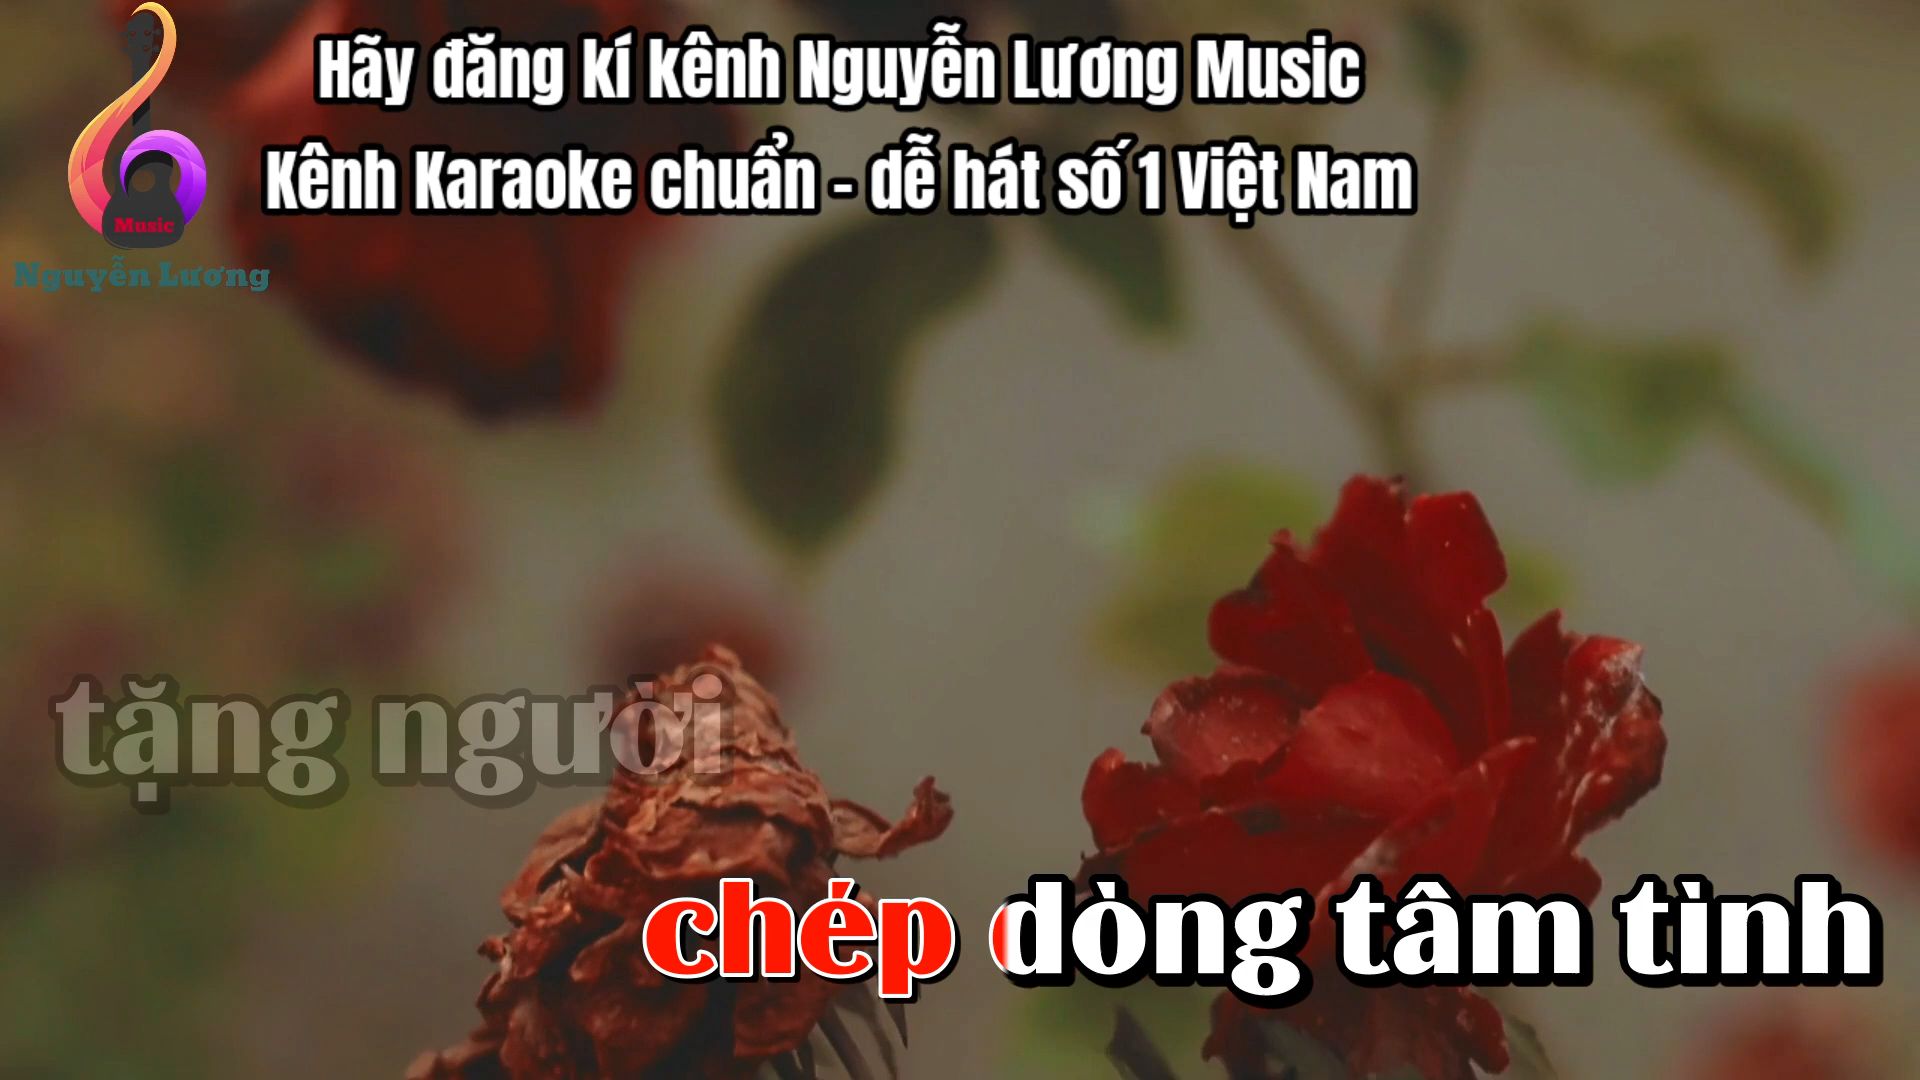 Hãy đăng kí kênh Nguyễn Lương Music
Kênh Karaoke chuẩn - dễ hát số 1 Việt Nam
Music
Nguyễn Lương
tặng người
chép dòng tâm tình